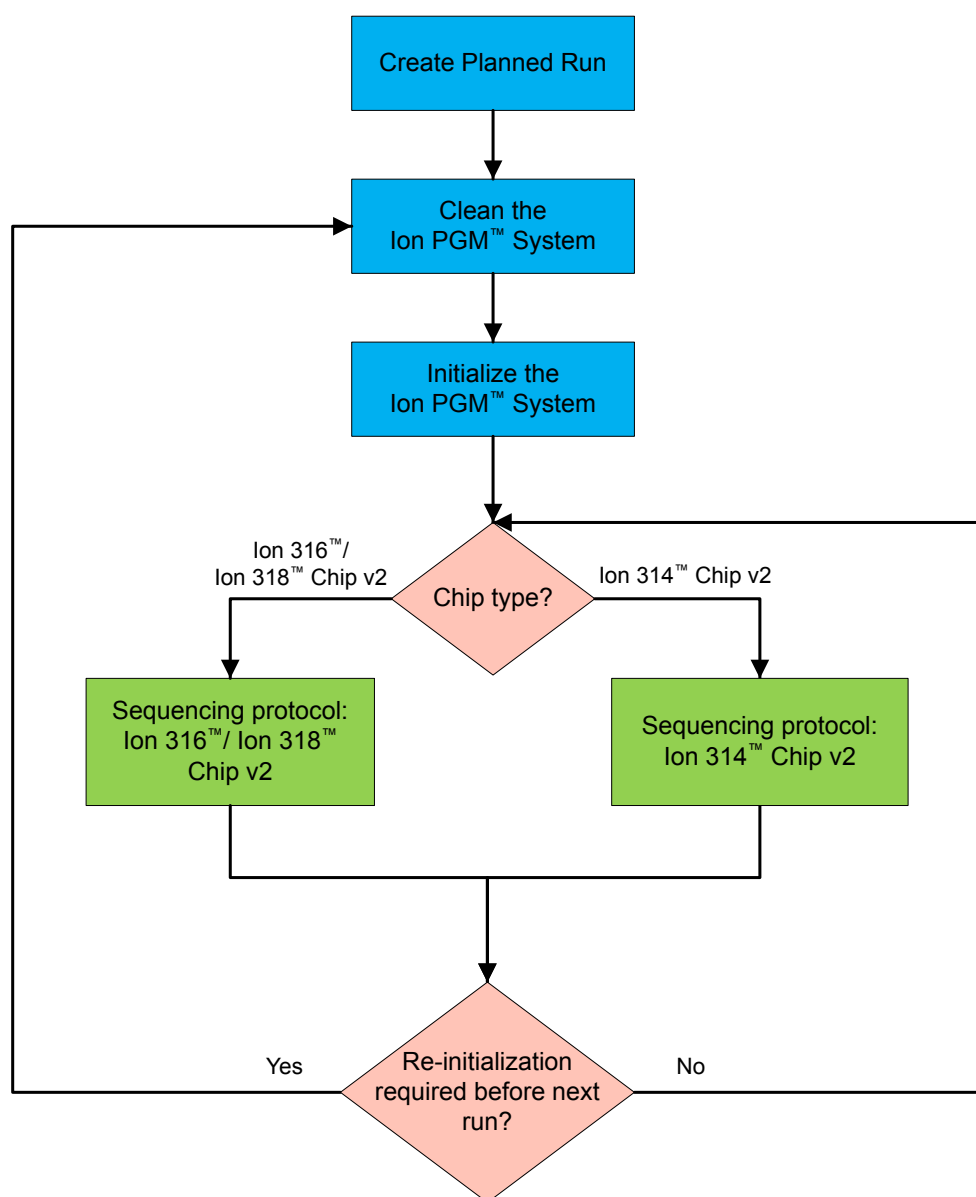 Create Planned Run
Clean the
Ion PGM™ System
Initialize the
Ion PGM™ System
Ion 316™/
Ion 318™ Chip v2
Chip type?
Ion 314™ Chip v2
Sequencing protocol:
Ion 316™/ Ion 318™
Chip v2
Sequencing protocol:
Ion 314™ Chip v2
Yes
Re-initialization
required before next
run?
No